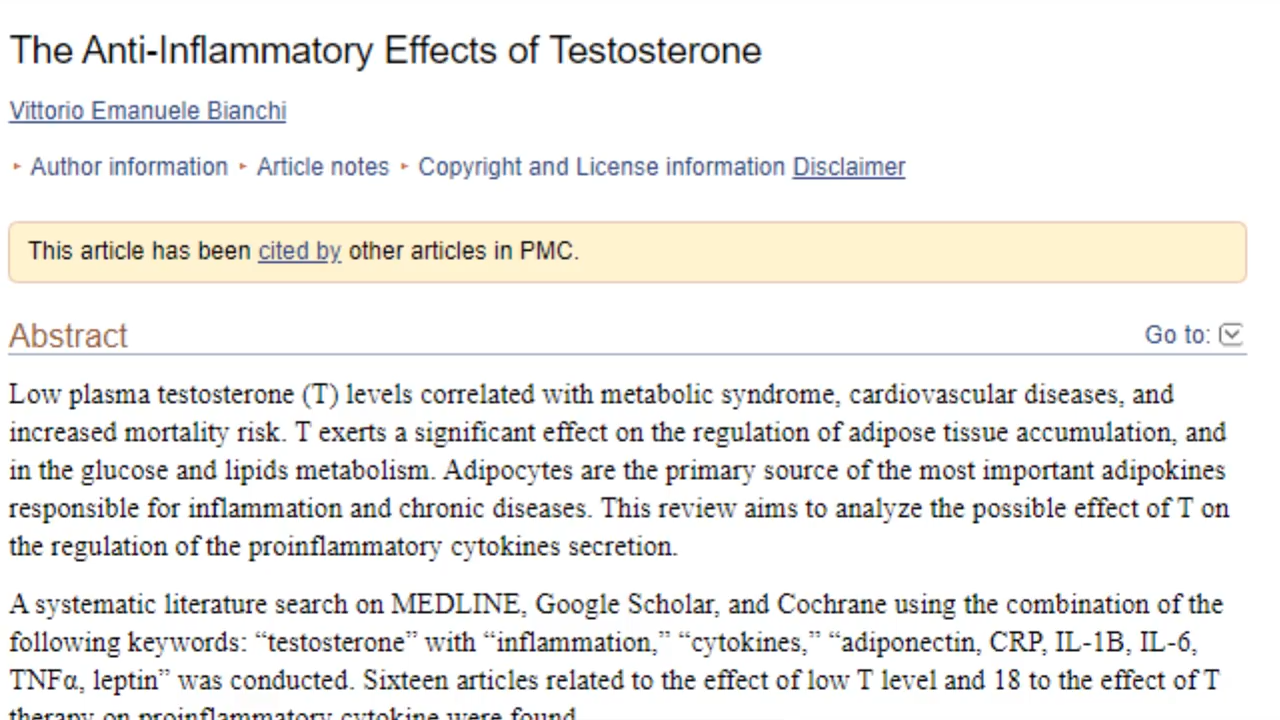 The Anti-Inflammatory Effects of Testosterone
Vittorio Emanuele Bianchi
▸ Author information ▸ Article notes ▸ Copyright and License information Disclaimer
This article has been cited by other articles in PMC.
Abstract
Go to:
Low plasma testosterone (T) levels correlated with metabolic syndrome, cardiovascular diseases, and
increased mortality risk. T exerts a significant effect on the regulation of adipose tissue accumulation, and
in the glucose and lipids metabolism. Adipocytes are the primary source of the most important adipokines
responsible for inflammation and chronic diseases. This review aims to analyze the possible effect of T on
the regulation of the proinflammatory cytokines secretion.
A systematic literature search on MEDLINE, Google Scholar, and Cochrane using the combination of the
following keywords: “testosterone” with “inflammation,” “cytokines,” “adiponectin, CRP, IL-1B, IL-6,
TNFα, leptin” was conducted. Sixteen articles related to the effect of low T level and 18 to the effect of T
therapy on proinflammatory cytokine were found